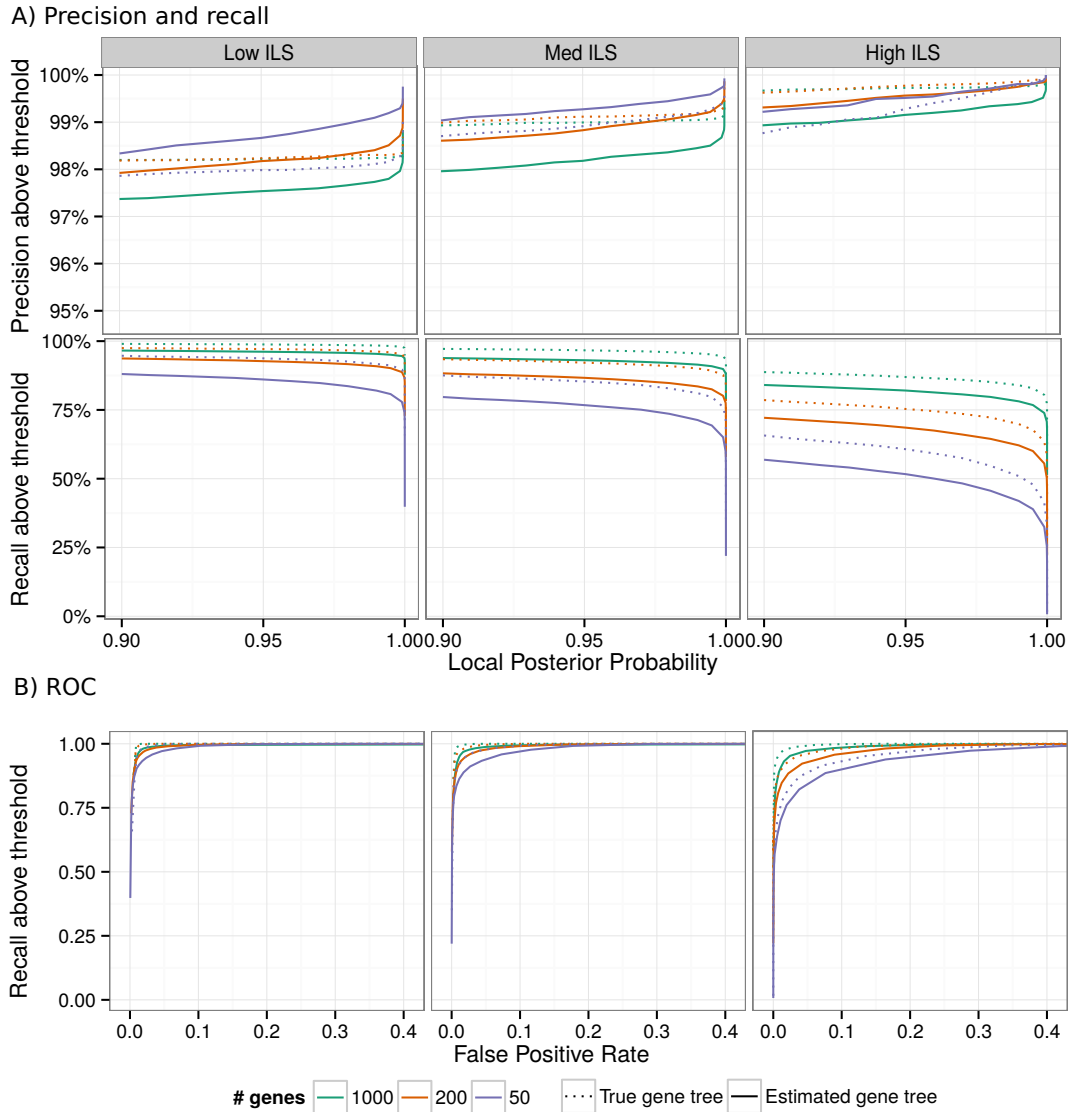 A) Precision and recall
Low ILS Med ILS High ILS
Precision above threshold
100%
99%
98%
97%
96%
95%
Recall above threshold
100%
75%
50%
25%
0%
0.90 0.95 1.00 0.90 0.95 1.00 0.90 0.95 1.00
Local Posterior Probability
B) ROC
Recall above threshold
1.00
0.75
0.50
0.25
0.00
0.0 0.1 0.2 0.3 0.4 0.0 0.1 0.2 0.3 0.4 0.0 0.1 0.2 0.3 0.4
False Positive Rate
# genes 1000 200 50 True gene tree Estimated gene tree